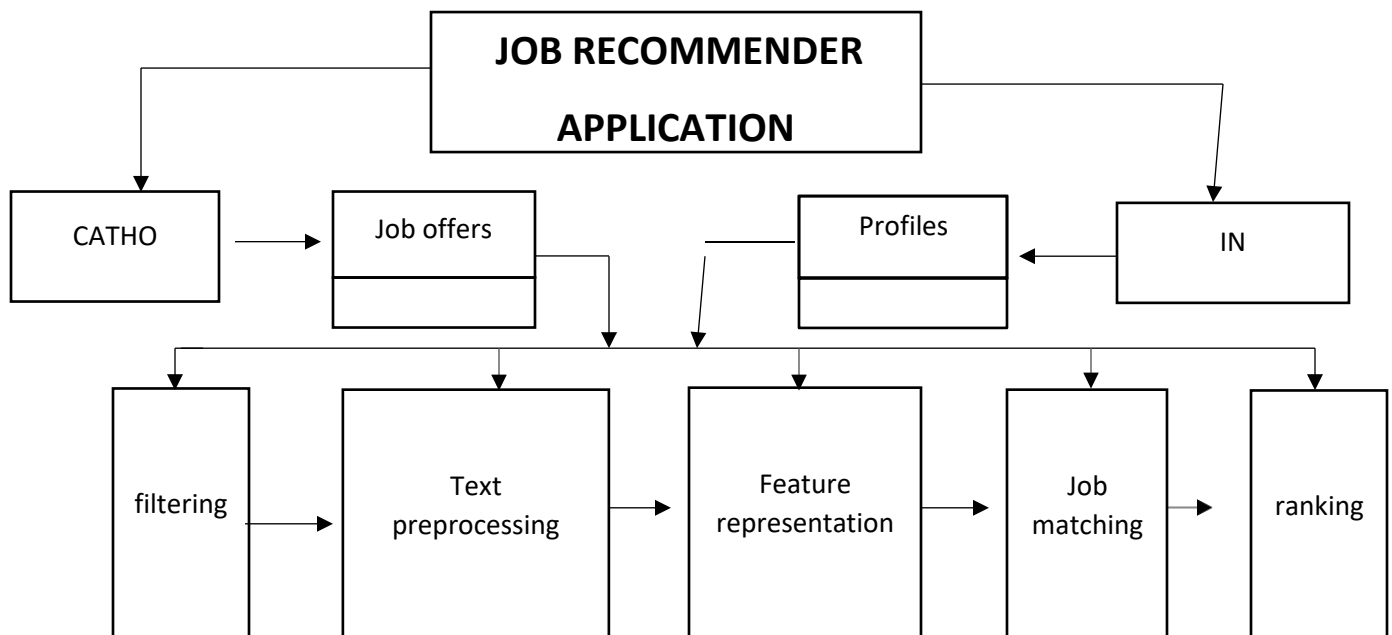 JOB RECOMMENDER
APPLICATION
CATHO
Job offers
Profiles
IN
filtering
Text
preprocessing
Feature
representation
Job
matching
ranking